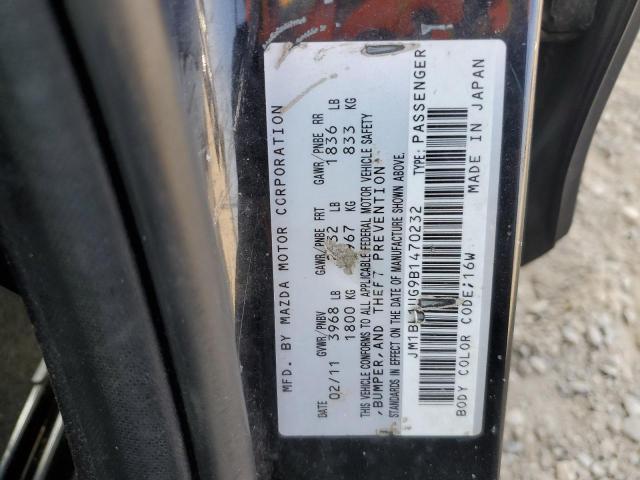 MFD. BY MAZDA MOTOR CORPORATION
DATE GVWR/PNBV GAWR/PNBE FRT GAWR/PNBE RR
02/11 3968 LB LB 1836 LB
1800 KG 967 KG 833 KG
THIS VEHICLE CONFORMS TO ALL APPLICABLE FEDERAL MOTOR VEHICLE SAFETY
, BUMPER, AND THEFT PREVENTION
STANDARDS IN EFFECT ON THE DATE OF MANUFACTURE SHOWN ABOVE.
TYPE: PASSENGER
BODY COLOR CODE; 16W MADE IN JAPAN